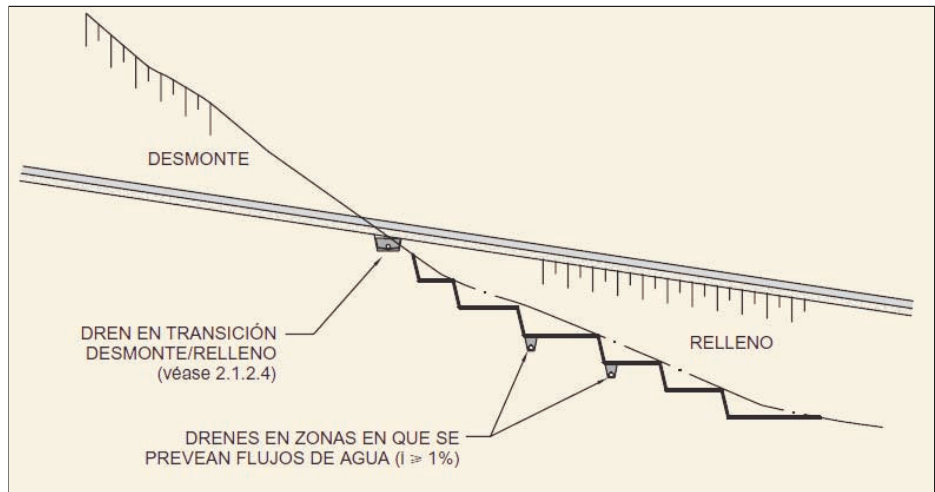 DESMONTE
DREN EN TRANSICIÓN
DESMONTE/RELLENO
(véase 2.1.2.4)
RELLENO
DRENES EN ZONAS EN QUE SE
PREVEAN FLUJOS DE AGUA (i ⩾ 1%)